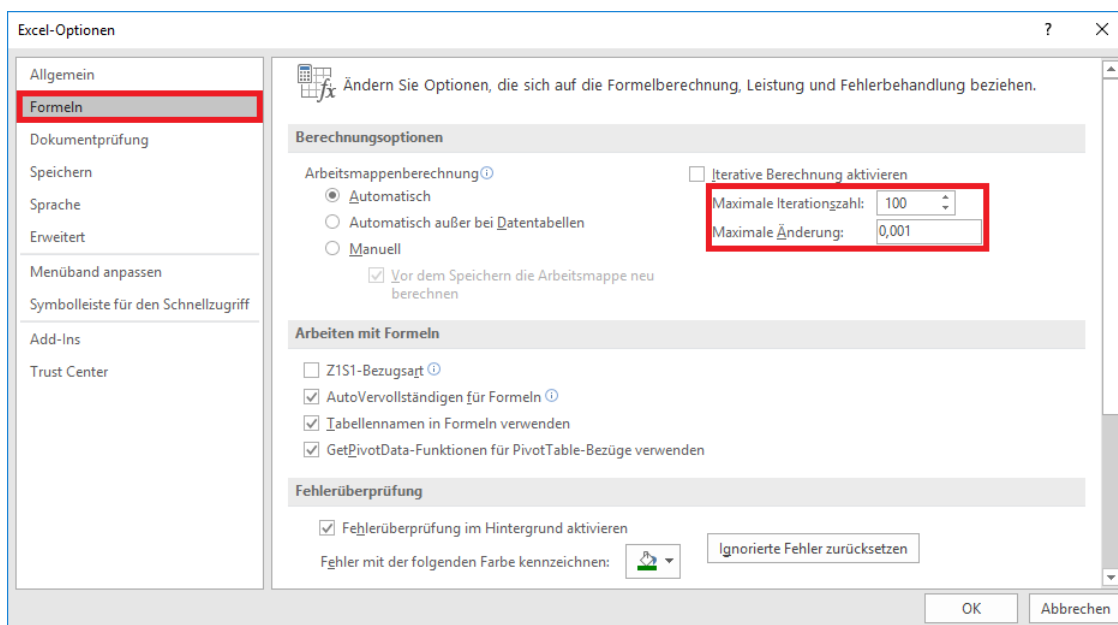 Excel-Optionen
?
Allgemein
Formeln
Dokumentprüfung
Speichern
Sprache
Erweitert
Menüband anpassen
Symbolleiste für den Schnellzugriff
Add-Ins
Trust Center
fx
Ändern Sie Optionen, die sich auf die Formelberechnung, Leistung und Fehlerbehandlung beziehen.
Berechnungsoptionen
Arbeitsmappenberechnung
Automatisch
Automatisch außer bei Datentabellen
Manuell
Vor dem Speichern die Arbeitsmappe neu
berechnen
Iterative Berechnung aktivieren
Maximale Iterationszahl: 100
Maximale Änderung: 0,001
Arbeiten mit Formeln
Z1S1-Bezugsart
AutoVervollständigen für Formeln
Tabellennamen in Formeln verwenden
GetPivotData-Funktionen für PivotTable-Bezüge verwenden
Fehlerüberprüfung
Fehlerüberprüfung im Hintergrund aktivieren
Fehler mit der folgenden Farbe kennzeichnen:
Ignorierte Fehler zurücksetzen
OK
Abbrechen